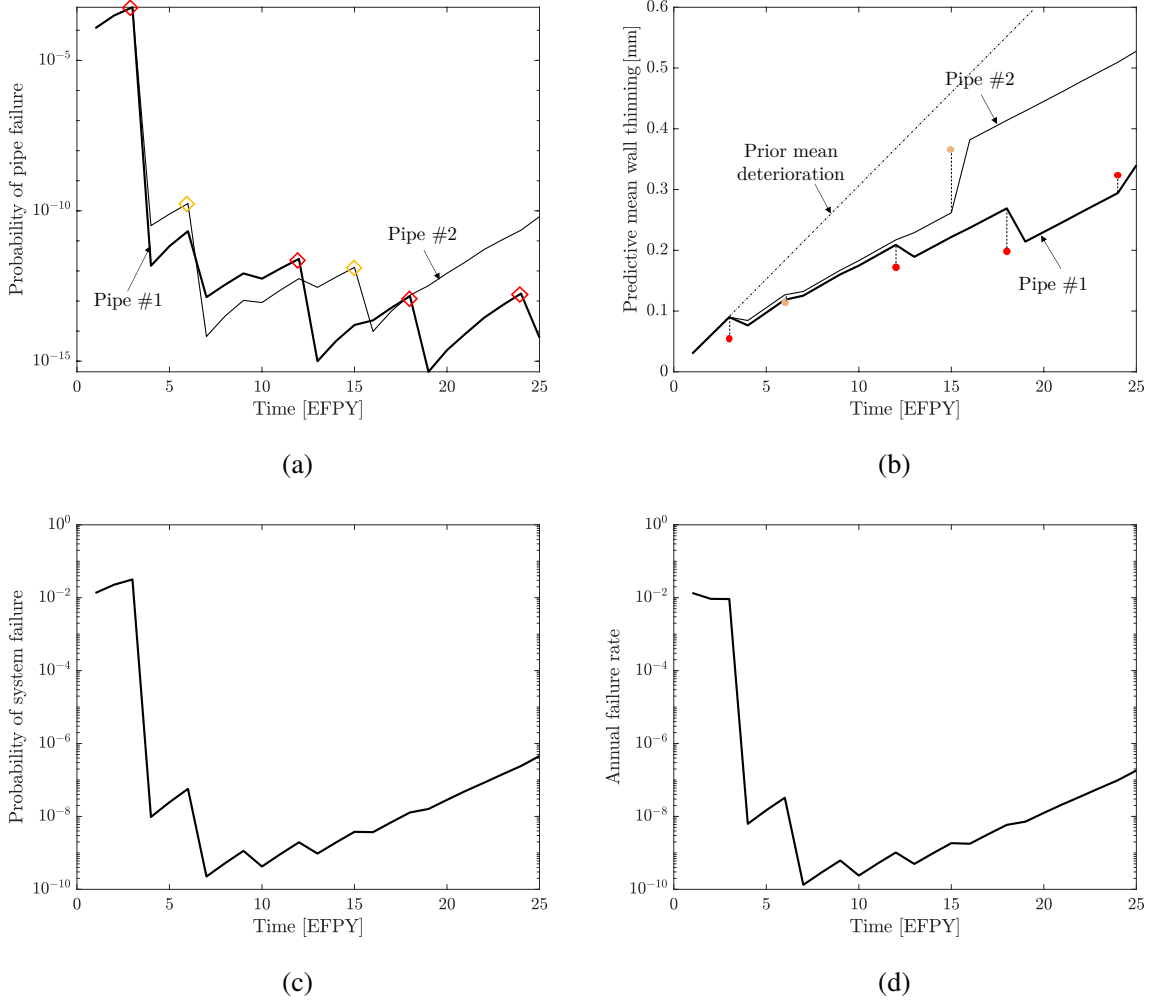 Probability of pipe failure
10^{-5}
10^{-10}
10^{-15}
Pipe #1
Pipe #2
0 5 10 15 20 25
Time [EFPY]
(a)
Predictive mean wall thinning [mm]
0.6
0.5
0.4
0.3
0.2
0.1
0
Prior mean
deterioration
Pipe #2
Pipe #1
0 5 10 15 20 25
Time [EFPY]
(b)
Probability of system failure
10^{0}
10^{-2}
10^{-4}
10^{-6}
10^{-8}
10^{-10}
0 5 10 15 20 25
Time [EFPY]
(c)
Annual failure rate
10^{0}
10^{-2}
10^{-4}
10^{-6}
10^{-8}
10^{-10}
0 5 10 15 20 25
Time [EFPY]
(d)